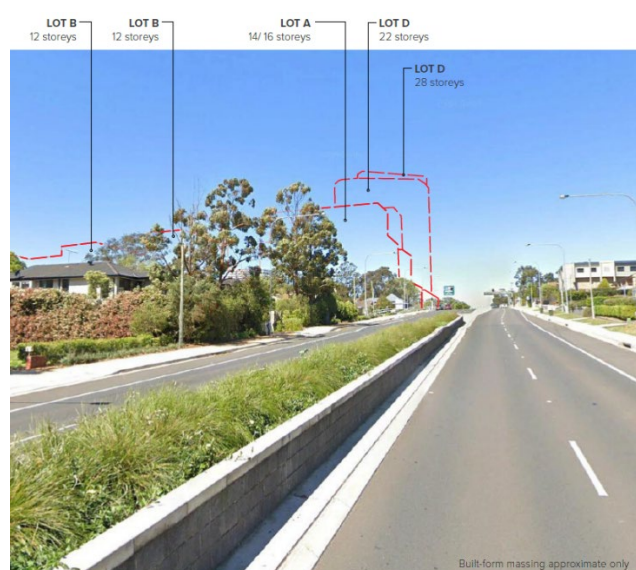 LOT B
12 storeys
LOT B
12 storeys
LOT A
14/ 16 storeys
LOT D
22 storeys
LOT D
28 storeys
Built-form massing approximate only